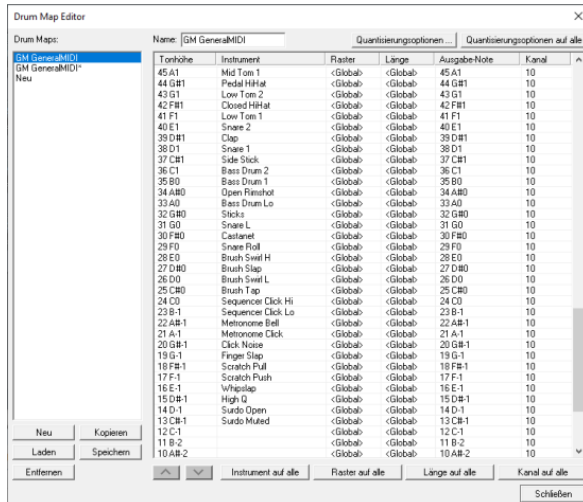 Drum Map Editor
Drum Maps:
GM GeneralMIDI
GM GeneralMIDI*
Neu
Name: GM GeneralMIDI Quantisierungsoptionen ... Quantisierungsoptionen auf alle
Tonhöhe Instrument Raster Länge Ausgabe-Note Kanal
45 A1 Mid Tom 1 <Global> <Global> 45 A1 10
44 G#1 Pedal HiHat <Global> <Global> 44 G#1 10
43 G1 Low Tom 2 <Global> <Global> 43 G1 10
42 F#1 Closed HiHat <Global> <Global> 42 F#1 10
41 F1 Low Tom 1 <Global> <Global> 41 F1 10
40 E1 Snare 2 <Global> <Global> 40 E1 10
39 D#1 Clap <Global> <Global> 39 D#1 10
38 D1 Snare 1 <Global> <Global> 38 D1 10
37 C#1 Side Stick <Global> <Global> 37 C#1 10
36 C1 Bass Drum 2 <Global> <Global> 36 C1 10
35 B0 Bass Drum 1 <Global> <Global> 35 B0 10
34 A#0 Open Rimshot <Global> <Global> 34 A#0 10
33 A0 Bass Drum Lo <Global> <Global> 33 A0 10
32 G#0 Sticks <Global> <Global> 32 G#0 10
31 G0 Snare L <Global> <Global> 31 G0 10
30 F#0 Castanet <Global> <Global> 30 F#0 10
29 F0 Snare Roll <Global> <Global> 29 F0 10
28 E0 Brush Swirl H <Global> <Global> 28 E0 10
27 D#0 Brush Slap <Global> <Global> 27 D#0 10
26 D0 Brush Swirl L <Global> <Global> 26 D0 10
25 C#0 Brush Tap <Global> <Global> 25 C#0 10
24 C0 Sequencer Click Hi <Global> <Global> 24 C0 10
23 B-1 Sequencer Click Lo <Global> <Global> 23 B-1 10
22 A#-1 Metronome Bell <Global> <Global> 22 A#-1 10
21 A-1 Metronome Click <Global> <Global> 21 A-1 10
20 G#-1 Click Noise <Global> <Global> 20 G#-1 10
19 G-1 Finger Slap <Global> <Global> 19 G-1 10
18 F#-1 Scratch Pull <Global> <Global> 18 F#-1 10
17 F-1 Scratch Push <Global> <Global> 17 F-1 10
16 E-1 Whipslap <Global> <Global> 16 E-1 10
15 D#-1 High Q <Global> <Global> 15 D#-1 10
14 D-1 Surdo Open <Global> <Global> 14 D-1 10
13 C#-1 Surdo Muted <Global> <Global> 13 C#-1 10
12 C-1 <Global> <Global> 12 C-1 10
11 B-2 <Global> <Global> 11 B-2 10
10 A#-2 <Global> <Global> 10 A#-2 10
Neu Kopieren
Laden Speichern
Entfernen Instrument auf alle Raster auf alle Länge auf alle Kanal auf alle
Schließen